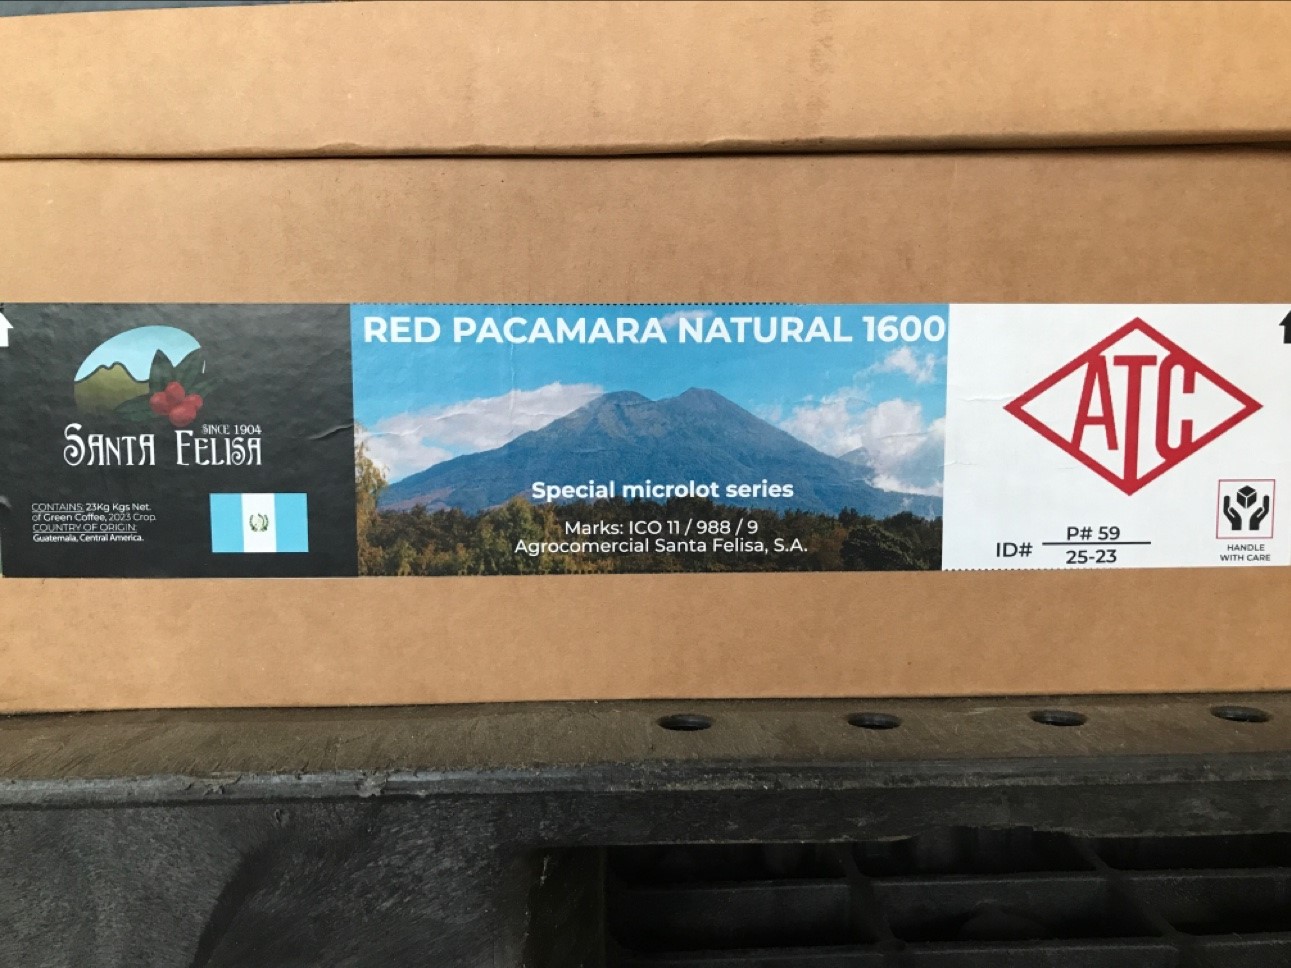 SINCE 1904
SANTA FELISA
CONTAINS: 23Kg Kgs Net.
of Green Coffee, 2023 Crop.
COUNTRY OF ORIGIN:
Guatemala, Central America.
RED PACAMARA NATURAL 1600
Special microlot series
Marks: ICO 11 / 988 / 9
Agrocomercial Santa Felisa, S.A.
ATC
ID# P# 59
25-23
HANDLE
WITH CARE